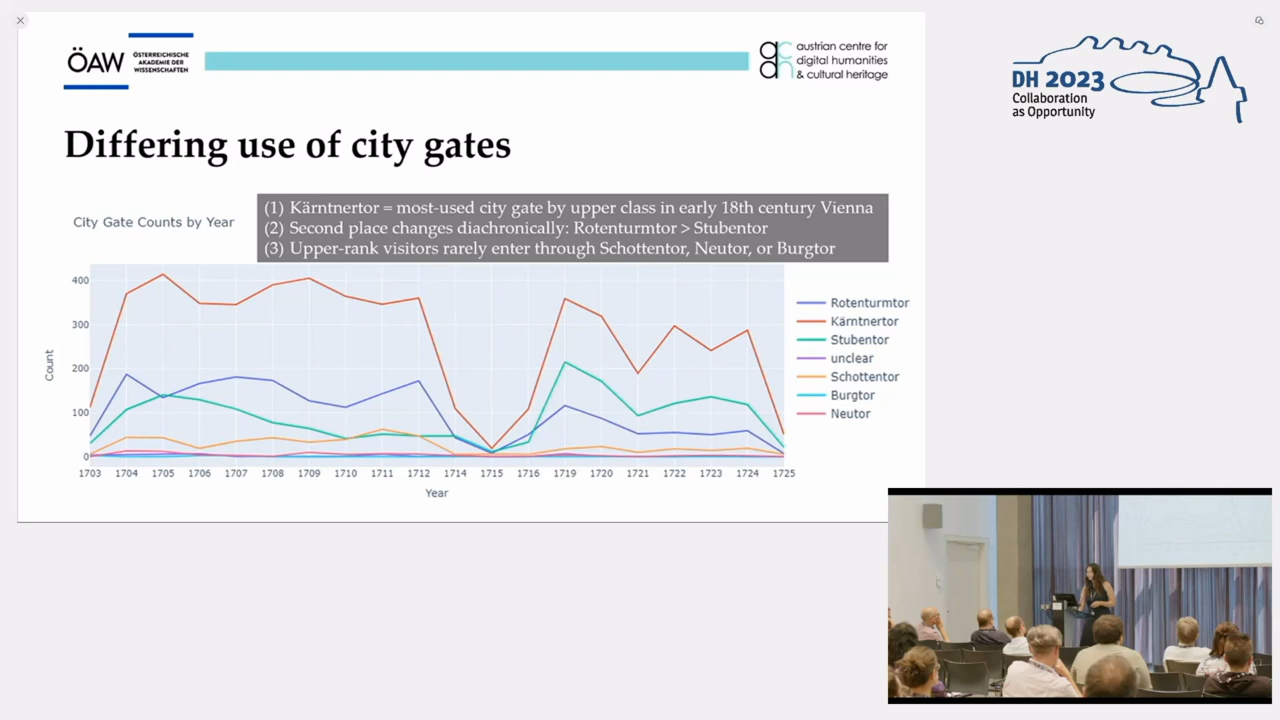 ÖAW
ÖSTERREICHISCHE
AKADEMIE DER
WISSENSCHAFTEN
acdh
austrian centre for
digital humanities
& cultural heritage
DH 2023
Collaboration
as Opportunity
Differing use of city gates
City Gate Counts by Year
(1) Kärntnertor = most-used city gate by upper class in early 18th century Vienna
(2) Second place changes diachronically: Rotenturmtor > Stubentor
(3) Upper-rank visitors rarely enter through Schottentor, Neutor, or Burgtor
400
300
200
100
0
Count
1703 1704 1705 1706 1707 1708 1709 1710 1711 1712 1714 1715 1716 1719 1720 1721 1722 1723 1724 1725
Year
Rotenturmtor
Kärntnertor
Stubentor
unclear
Schottentor
Burgtor
Neutor